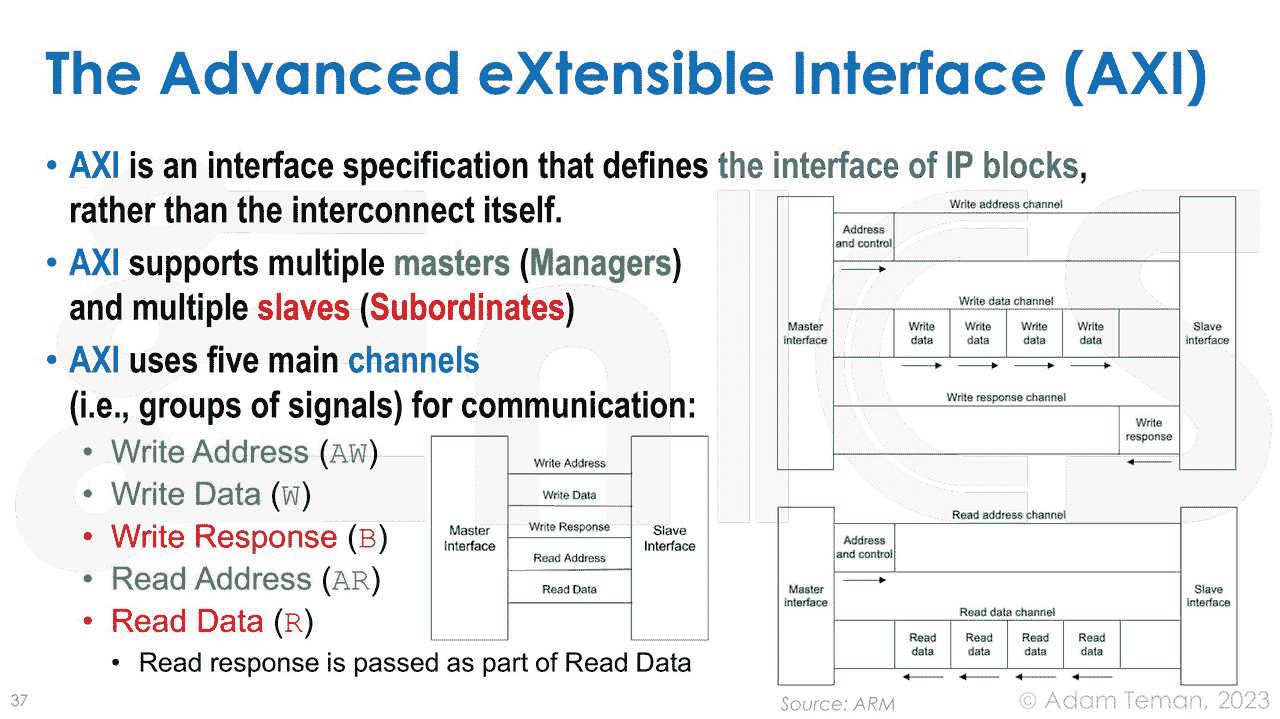 The Advanced eXtensible Interface (AXI)
• AXI is an interface specification that defines the interface of IP blocks,
rather than the interconnect itself.
• AXI supports multiple masters (Managers)
and multiple slaves (Subordinates)
• AXI uses five main channels
(i.e., groups of signals) for communication:
• Write Address (AW)
• Write Data (W)
• Write Response (B)
• Read Address (AR)
• Read Data (R)
• Read response is passed as part of Read Data
Master
Interface
Write Address
Write Data
Write Response
Read Address
Read Data
Slave
Interface
Write address channel
Address
and control
Write data channel
Master
interface
Write
data
Write
data
Write
data
Write
data
Slave
interface
Write response channel
Write
response
Read address channel
Address
and control
Master
interface
Slave
interface
Read data channel
Read
data
Read
data
Read
data
Read
data
37
Source: ARM
© Adam Teman, 2023